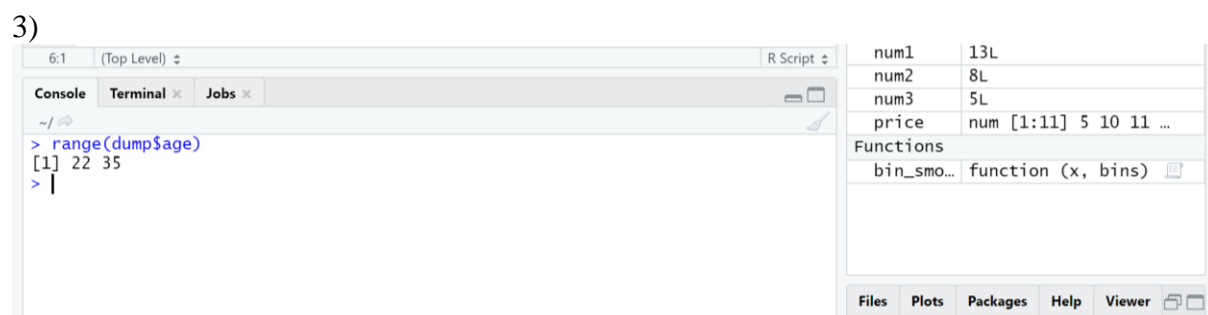 3)
6:1 (Top Level) R Script
Console Terminal Jobs
~/
> range(dump$age)
[1] 22 35
>
num1 13L
num2 8L
num3 5L
price num [1:11] 5 10 11 …
Functions
bin_smo… function (x, bins)
Files Plots Packages Help Viewer